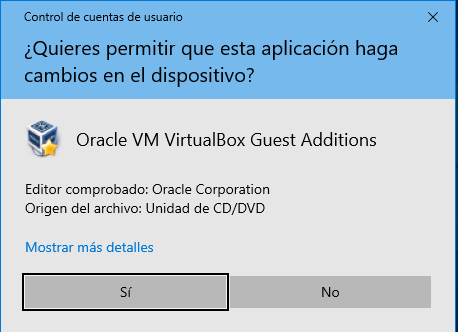 Control de cuentas de usuario
¿Quieres permitir que esta aplicación haga
cambios en el dispositivo?
Oracle VM VirtualBox Guest Additions
Editor comprobado: Oracle Corporation
Origen del archivo: Unidad de CD/DVD
Mostrar más detalles
Sí
No